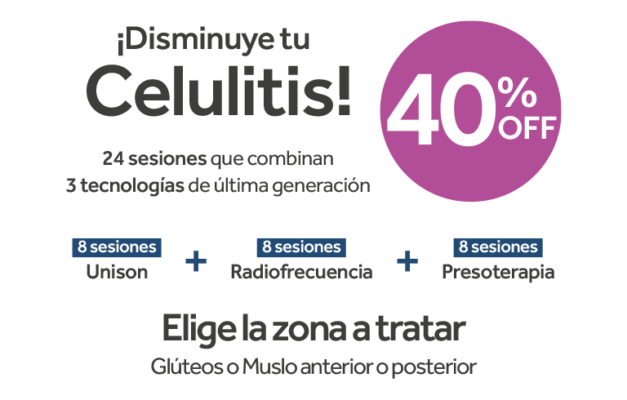 ¡Disminuye tu
Celulitis!
40% OFF
24 sesiones que combinan
3 tecnologías de última generación
8 sesiones
Unison
+
8 sesiones
Radiofrecuencia
+
8 sesiones
Presoterapia
Elige la zona a tratar
Glúteos o Muslo anterior o posterior